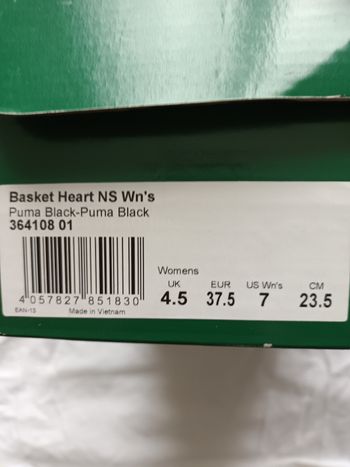 Basket Heart NS Wn's
Puma Black-Puma Black
364108 01
Womens
UK EUR US Wn's CM
4.5 37.5 7 23.5
4 057827 851830
EAN-13 Made in Vietnam